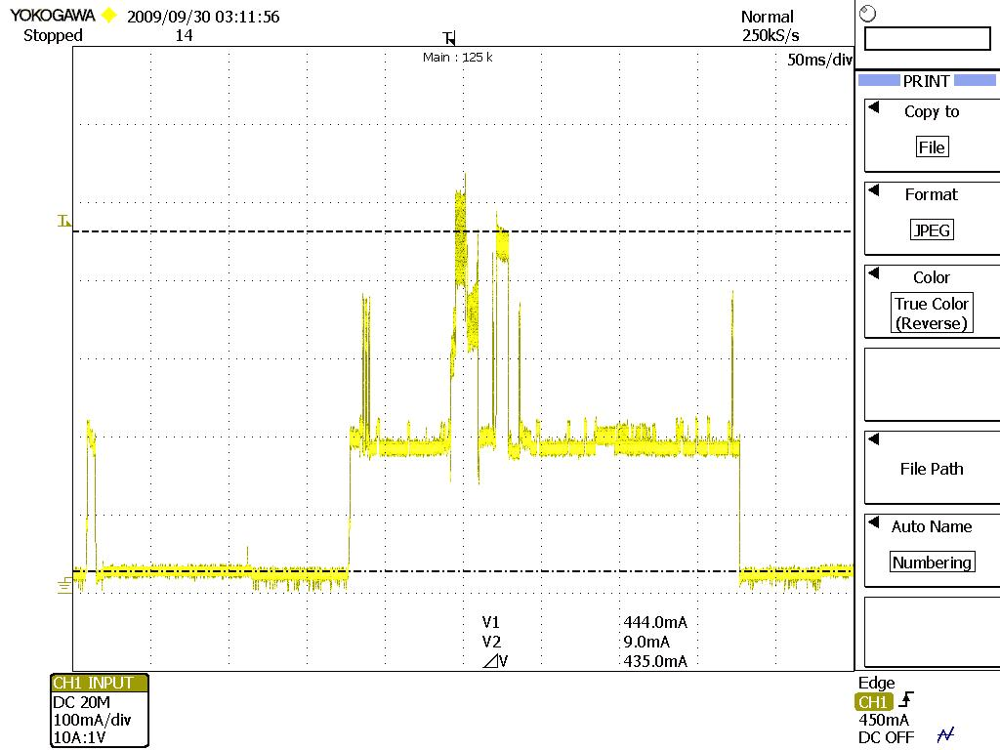 YOKOGAWA 2009/09/30 03:11:56
Normal
Stopped 14
250kS/s
T
Main : 125 k
50ms/div
T
PRINT
Copy to
File
Format
JPEG
Color
True Color
(Reverse)
File Path
Auto Name
Numbering
V1 444.0mA
V2 9.0mA
⊿V 435.0mA
CH1 INPUT
DC 20M
100mA/div
10A:1V
Edge
CH1
450mA
DC OFF